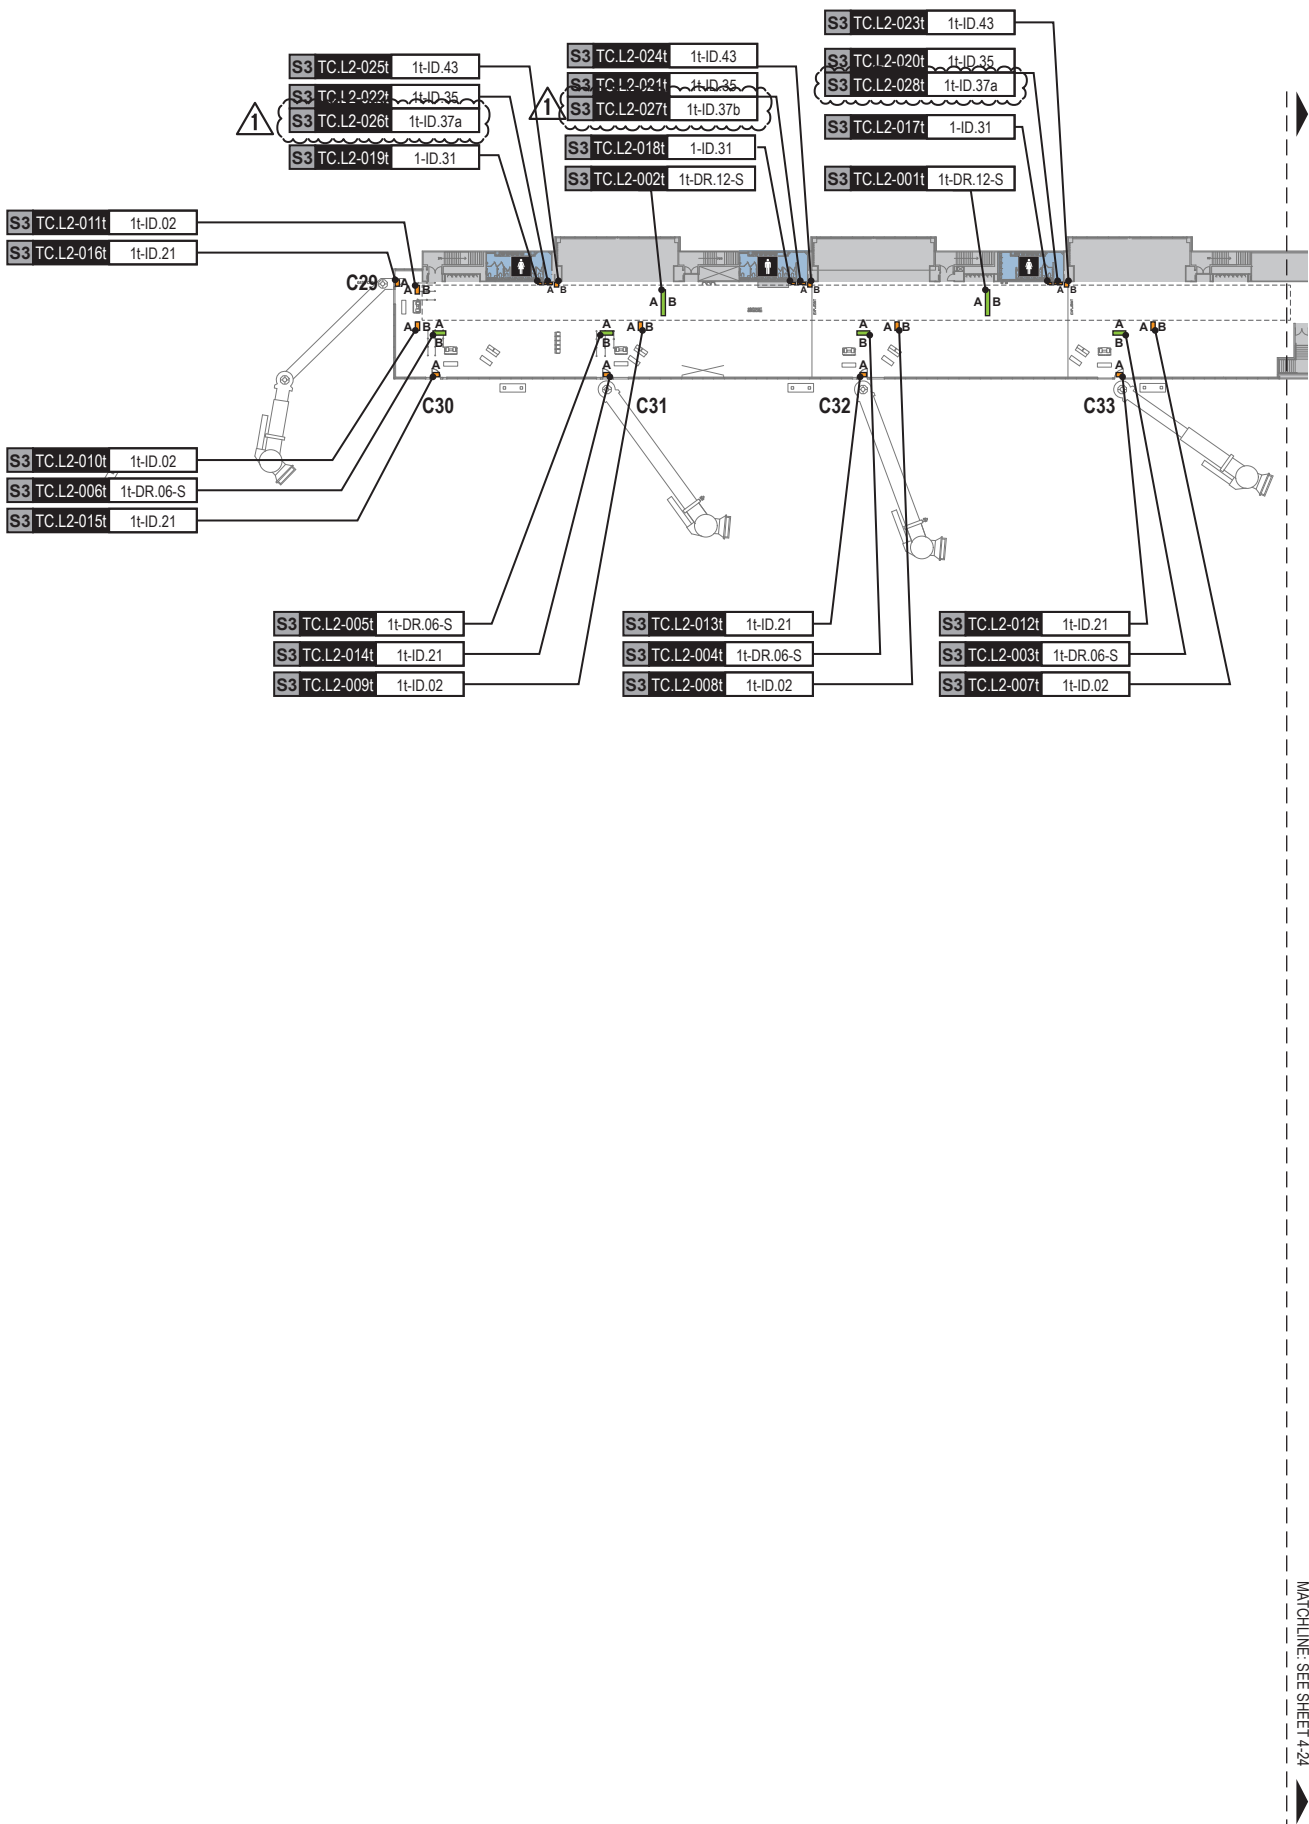 S3 TC.L2-023t 1t-ID.43
S3 TC.L2-020t 1t-ID.35
S3 TC.L2-028t 1t-ID.37a
S3 TC.L2-017t 1-ID.31
S3 TC.L2-001t 1t-DR.12-S
S3 TC.L2-024t 1t-ID.43
S3 TC.L2-021t 1t-ID.35
1
S3 TC.L2-027t 1t-ID.37b
S3 TC.L2-018t 1-ID.31
S3 TC.L2-002t 1t-DR.12-S
S3 TC.L2-025t 1t-ID.43
S3 TC.L2-022t 1t-ID.35
1
S3 TC.L2-026t 1t-ID.37a
S3 TC.L2-019t 1-ID.31
S3 TC.L2-011t 1t-ID.02
S3 TC.L2-016t 1t-ID.21
C29
A
A B
A B
A B
A B
A B
A B
A B
A B
A B
A B
A
B
A
B
A
B
A
B
A
A
A
A
C30
C31
C32
C33
S3 TC.L2-010t 1t-ID.02
S3 TC.L2-006t 1t-DR.06-S
S3 TC.L2-015t 1t-ID.21
S3 TC.L2-005t 1t-DR.06-S
S3 TC.L2-014t 1t-ID.21
S3 TC.L2-009t 1t-ID.02
S3 TC.L2-013t 1t-ID.21
S3 TC.L2-004t 1t-DR.06-S
S3 TC.L2-008t 1t-ID.02
S3 TC.L2-012t 1t-ID.21
S3 TC.L2-003t 1t-DR.06-S
S3 TC.L2-007t 1t-ID.02
MATCHLINE: SEE SHEET 4-24